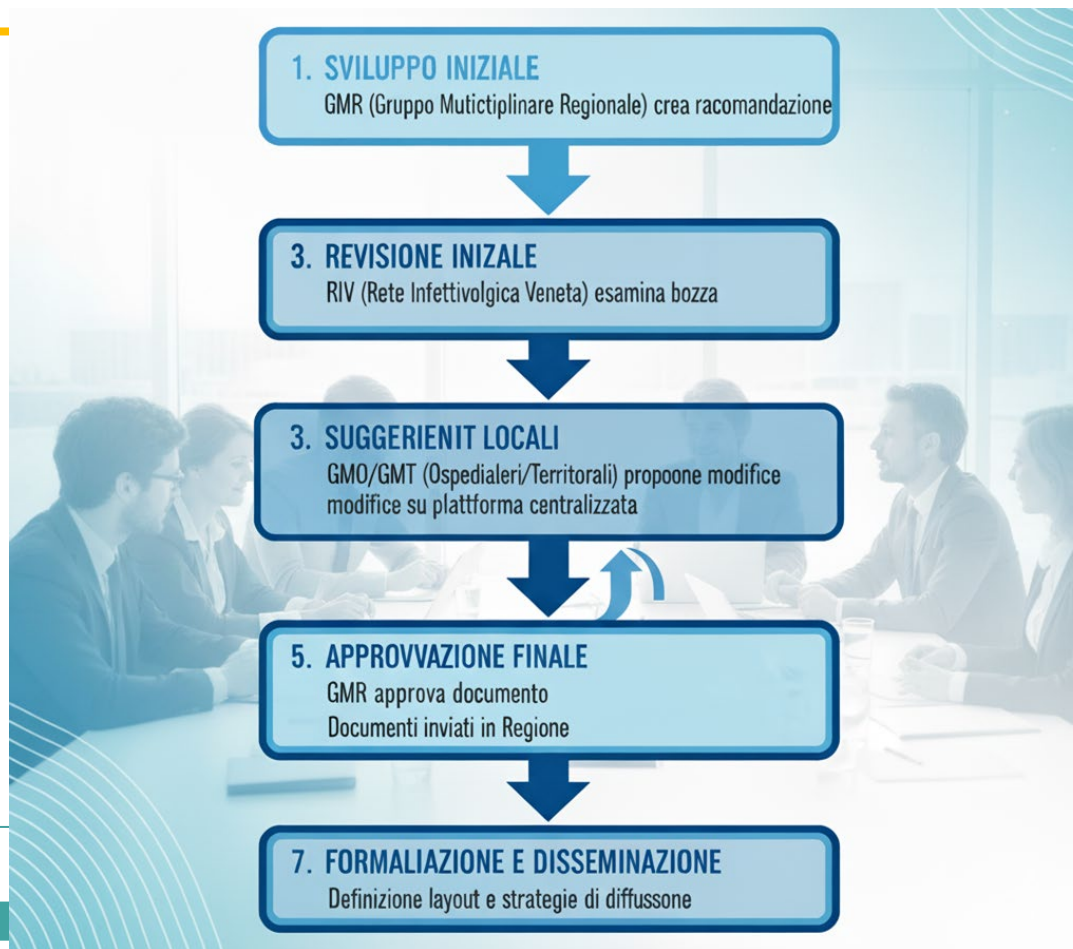 1. SVILUPPO INIZIALE
GMR (Gruppo Mutictiplinare Regionale) crea racomandazione
3. REVISIONE INIZALE
RIV (Rete Infettivolgica Veneta) esamina bozza
3. SUGGERIENIT LOCALI
GMO/GMT (Ospedialeri/Territorali) propoone modifice
modifice su plattforma centralizzata
5. APPROVVAZIONE FINALE
GMR approva documento
Documenti inviati in Regione
7. FORMALIAZIONE E DISSEMINAZIONE
Definizione layout e strategie di diffussone